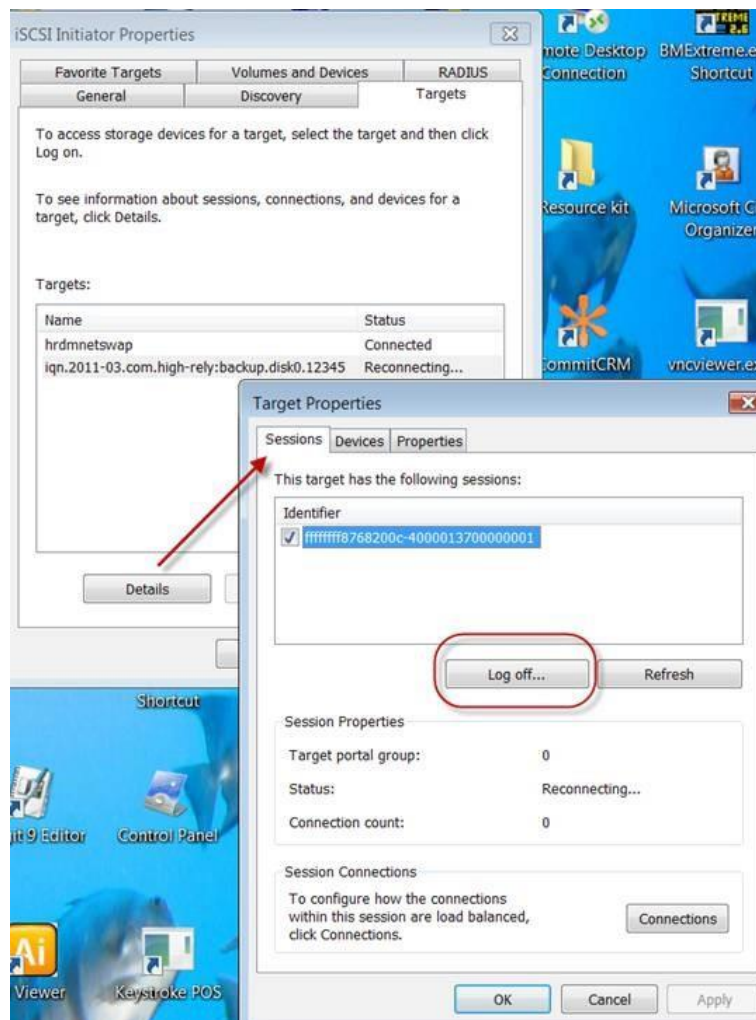 iSCSI Initiator Properties
Favorite Targets
Volumes and Devices
RADIUS
General
Discovery
Targets
To access storage devices for a target, select the target and then click
Log on.
To see information about sessions, connections, and devices for a
target, click Details.
Targets:
Name Status
hrdmnetswap Connected
iqn.2011-03.com.high-rely:backup.disk0.12345 Reconnecting...
Details
Target Properties
Sessions
Devices
Properties
This target has the following sessions:
Identifier
ffffffff8768200c-4000013700000001
Log off...
Refresh
Session Properties
Target portal group: 0
Status: Reconnecting...
Connection count: 0
Session Connections
To configure how the connections
within this session are load balanced,
click Connections.
Connections
OK
Cancel
Apply
mote Desktop
Connection
BMExtreme.e
Shortcut
Resource kit
Microsoft C
Organizer
CommitCRM
vncviewer.ex
Shortcut
it 9 Editor
Control Panel
Ai
Viewer
Keystroke POS